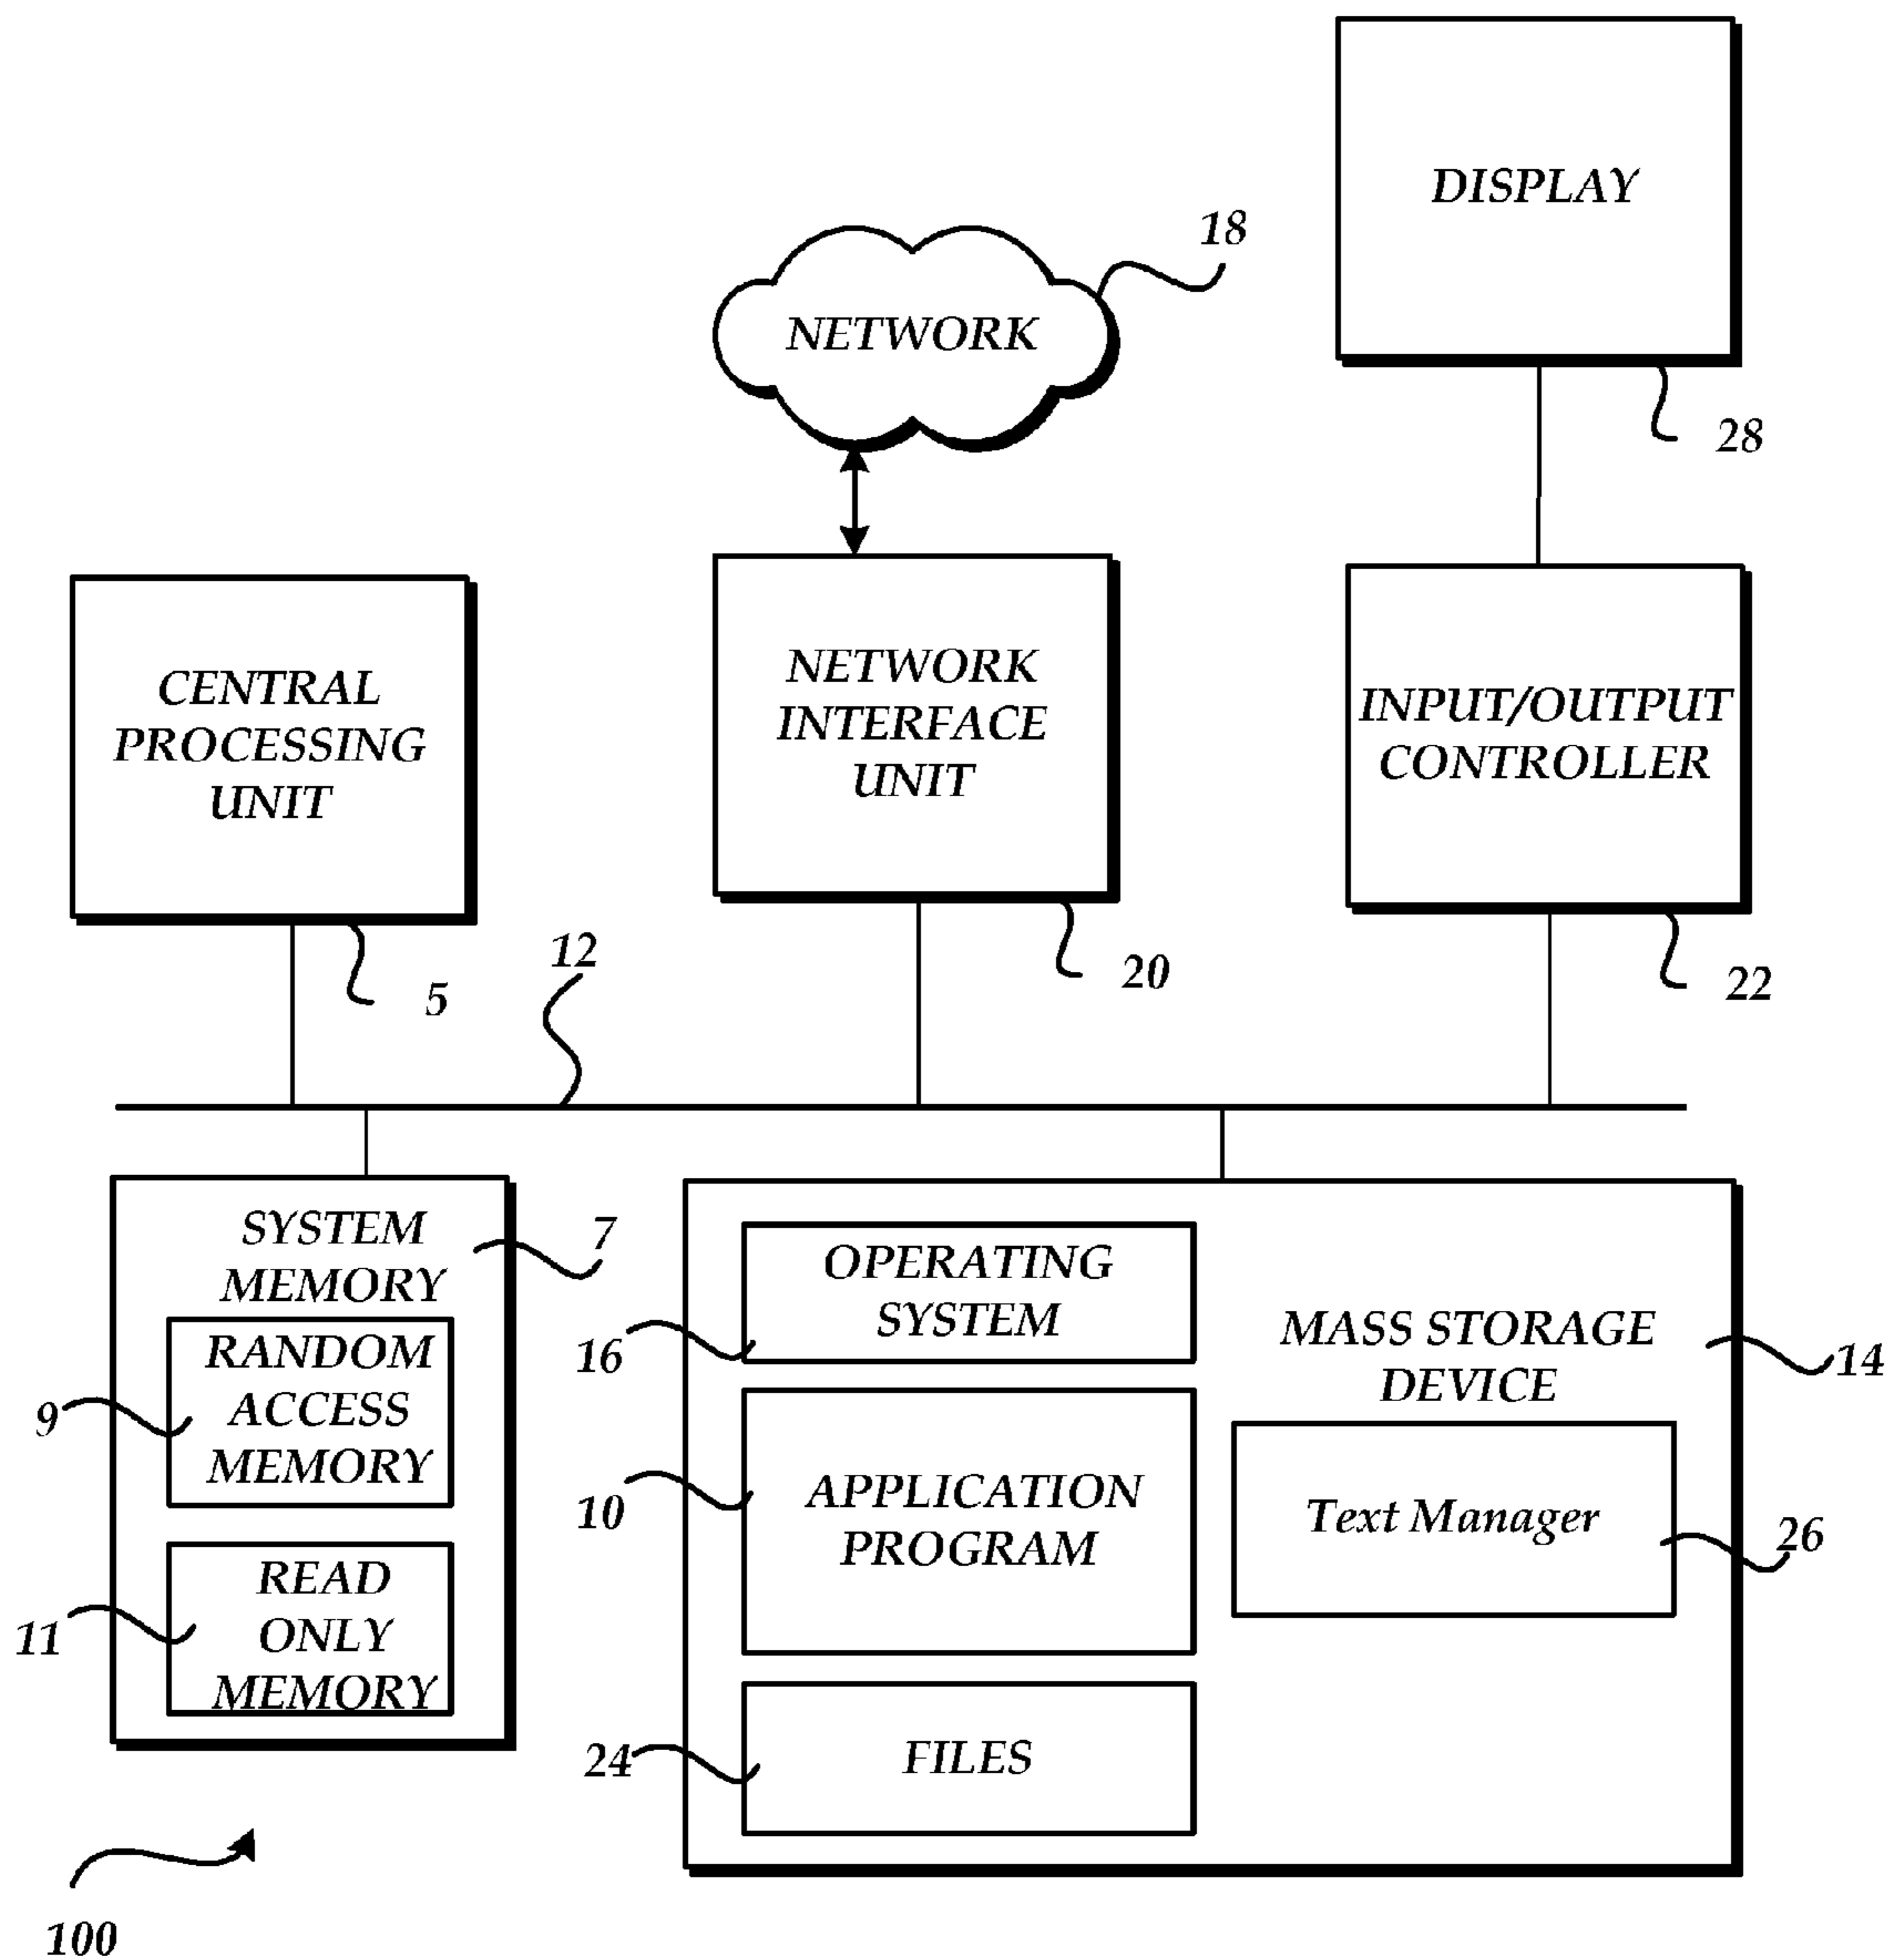 DISPLAY
18
NETWORK
28
CENTRAL
PROCESSING
UNIT
NETWORK
INTERFACE
UNIT
INPUT/OUTPUT
CONTROLLER
5
12
20
22
SYSTEM
MEMORY
7
RANDOM
ACCESS
MEMORY
9
READ
ONLY
MEMORY
11
OPERATING
SYSTEM
16
MASS STORAGE
DEVICE
14
APPLICATION
PROGRAM
10
Text Manager
26
FILES
24
100